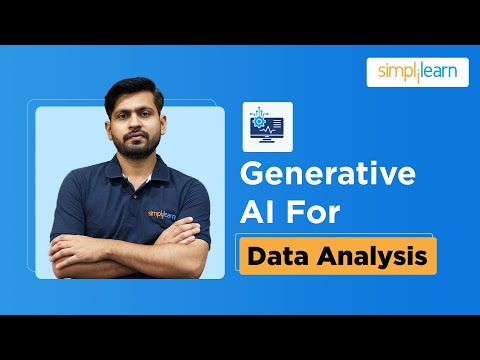 simplilearn
simplilearn
Generative
AI For
Data Analysis